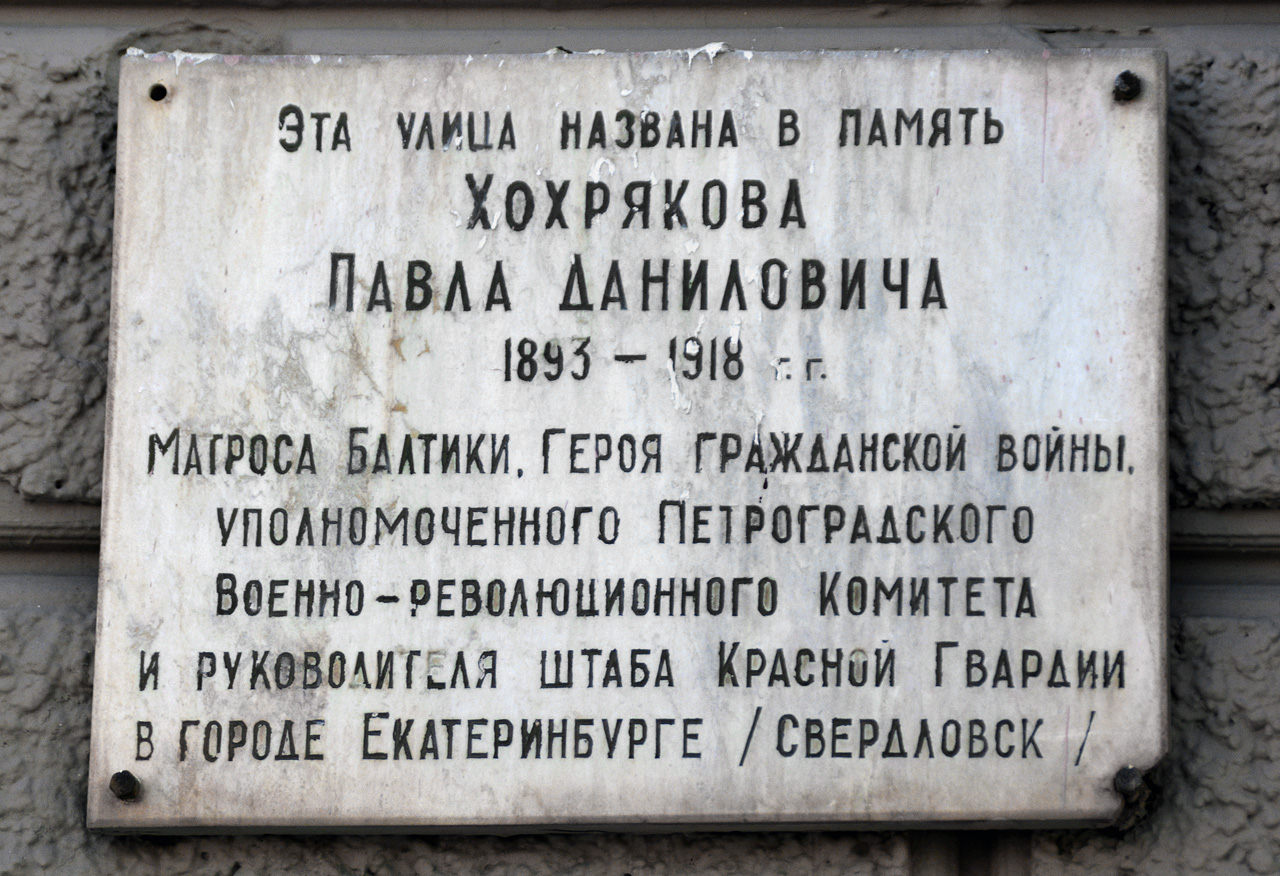 Эта улица названа в память
Хохрякова
Павла Даниловича
1893 – 1918 г.г.
Матроса Балтики, Героя гражданской войны,
уполномоченного Петроградского
Военно-революционного Комитета
и руководителя штаба Красной Гвардии
в городе Екатеринбурге /Свердловск/